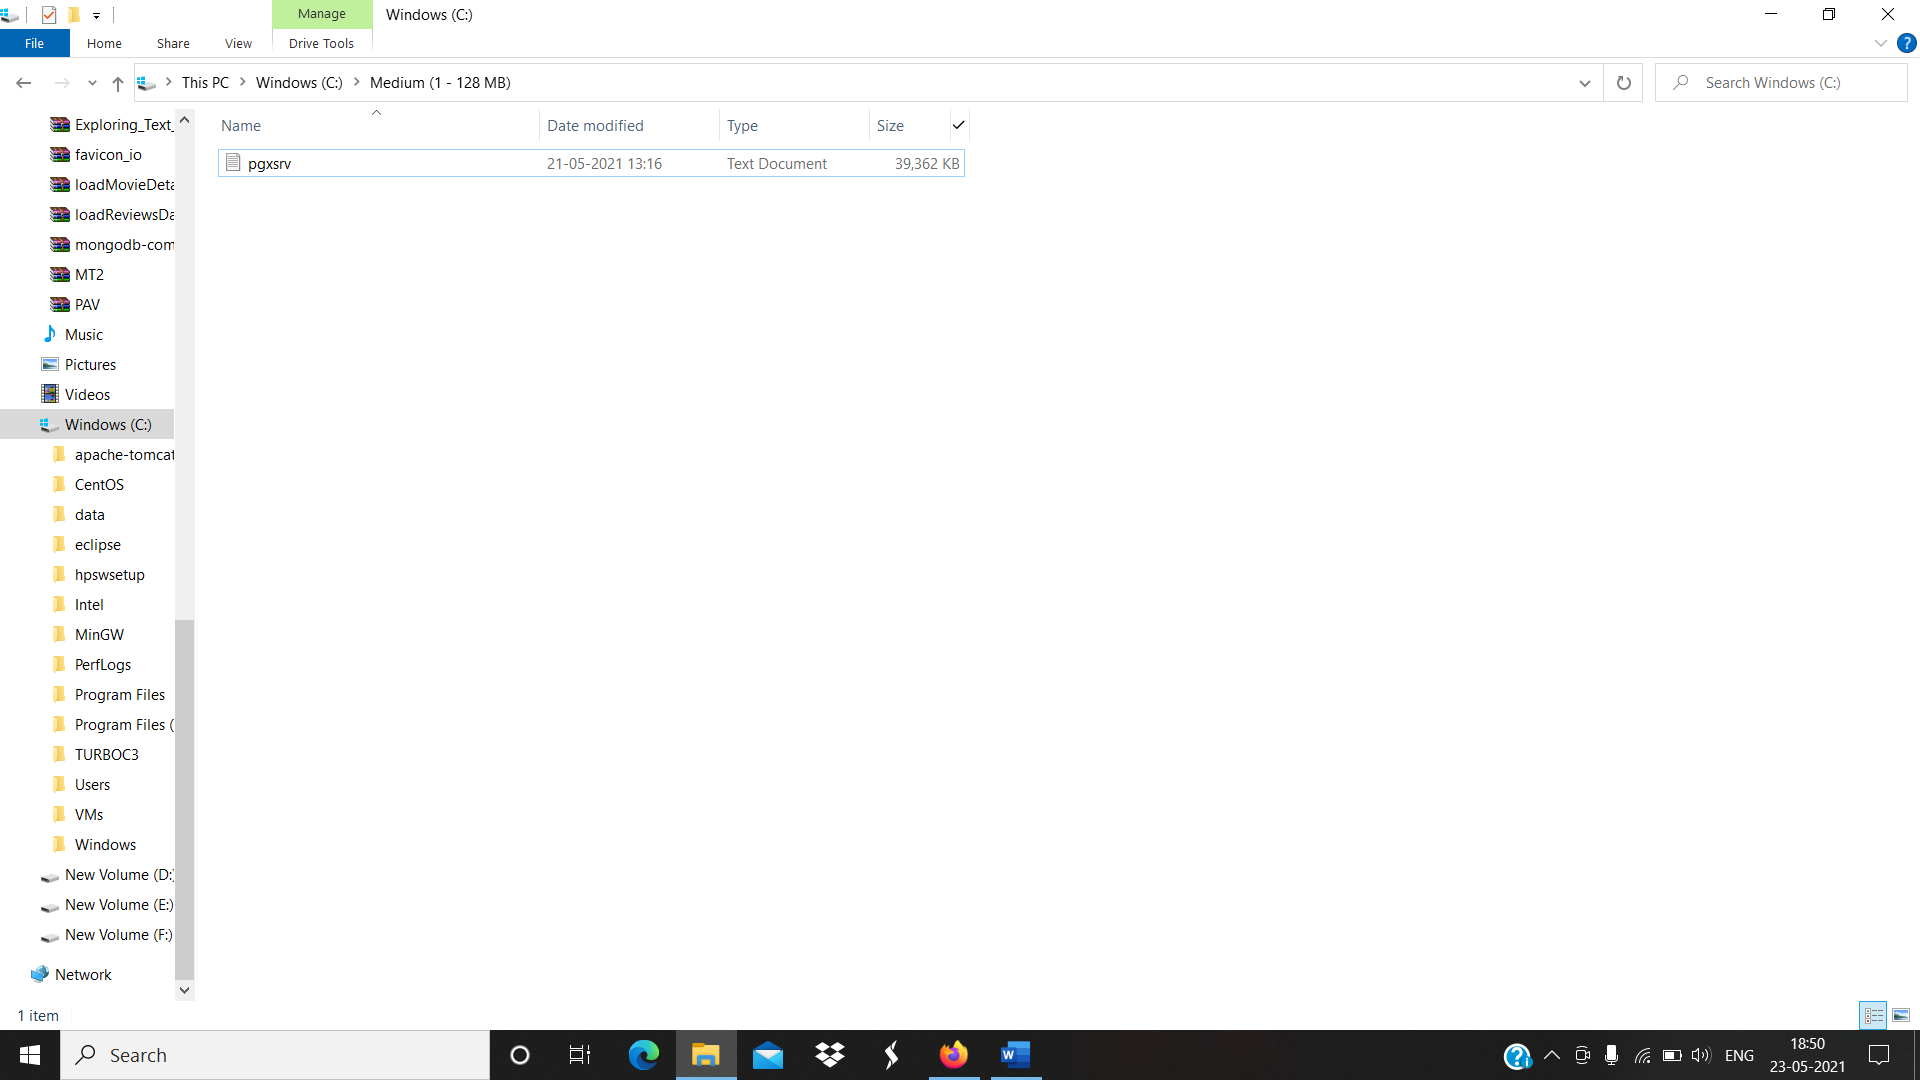 Manage
Windows (C:)
File
Home
Share
View
Drive Tools
This PC
Windows (C:)
Medium (1 - 128 MB)
Search Windows (C:)
Name
Date modified
Type
Size
pgxsrv
21-05-2021 13:16
Text Document
39,362 KB
Exploring_Text_
favicon_io
loadMovieDeta
loadReviewsDa
mongodb-com
MT2
PAV
Music
Pictures
Videos
Windows (C:)
apache-tomcat
CentOS
data
eclipse
hpswsetup
Intel
MinGW
PerfLogs
Program Files
Program Files (
TURBOC3
Users
VMs
Windows
New Volume (D:)
New Volume (E:)
New Volume (F:)
Network
1 item
Search
ENG
18:50
23-05-2021